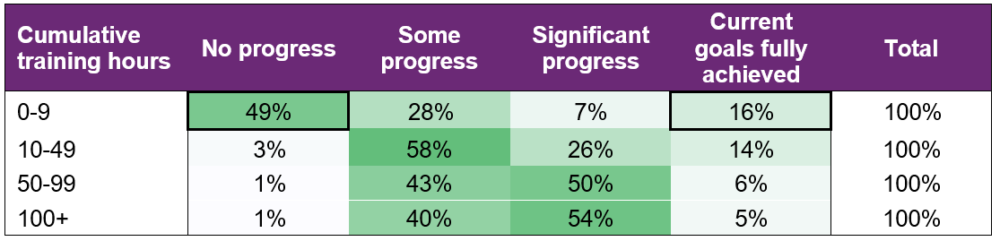 Cumulative training hours No progress Some progress Significant progress Current goals fully achieved Total
0-9 49% 28% 7% 16% 100%
10-49 3% 58% 26% 14% 100%
50-99 1% 43% 50% 6% 100%
100+ 1% 40% 54% 5% 100%